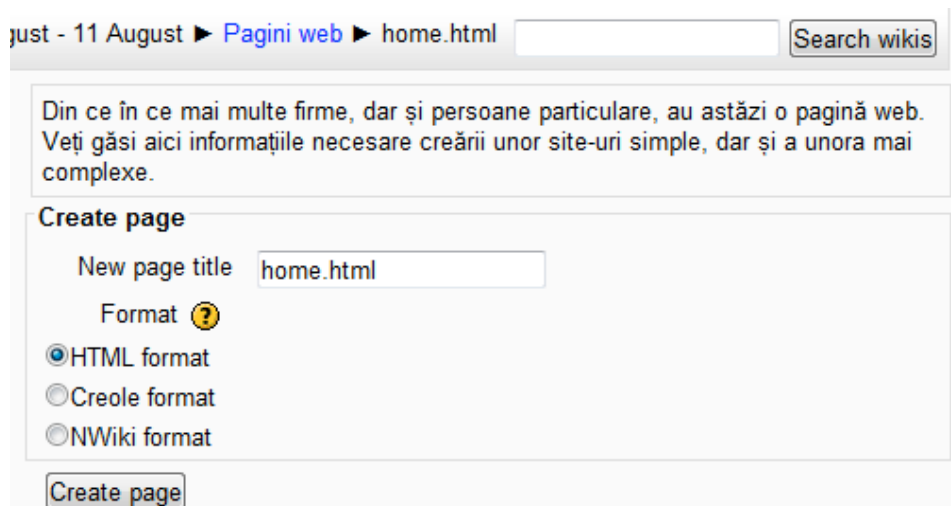 gust - 11 August ► Pagini web ► home.html Search wikis
Din ce în ce mai multe firme, dar și persoane particulare, au astăzi o pagină web.
Veți găsi aici informațiile necesare creării unor site-uri simple, dar și a unora mai
complexe.
Create page
New page title home.html
Format ?
HTML format
Creole format
NWiki format
Create page